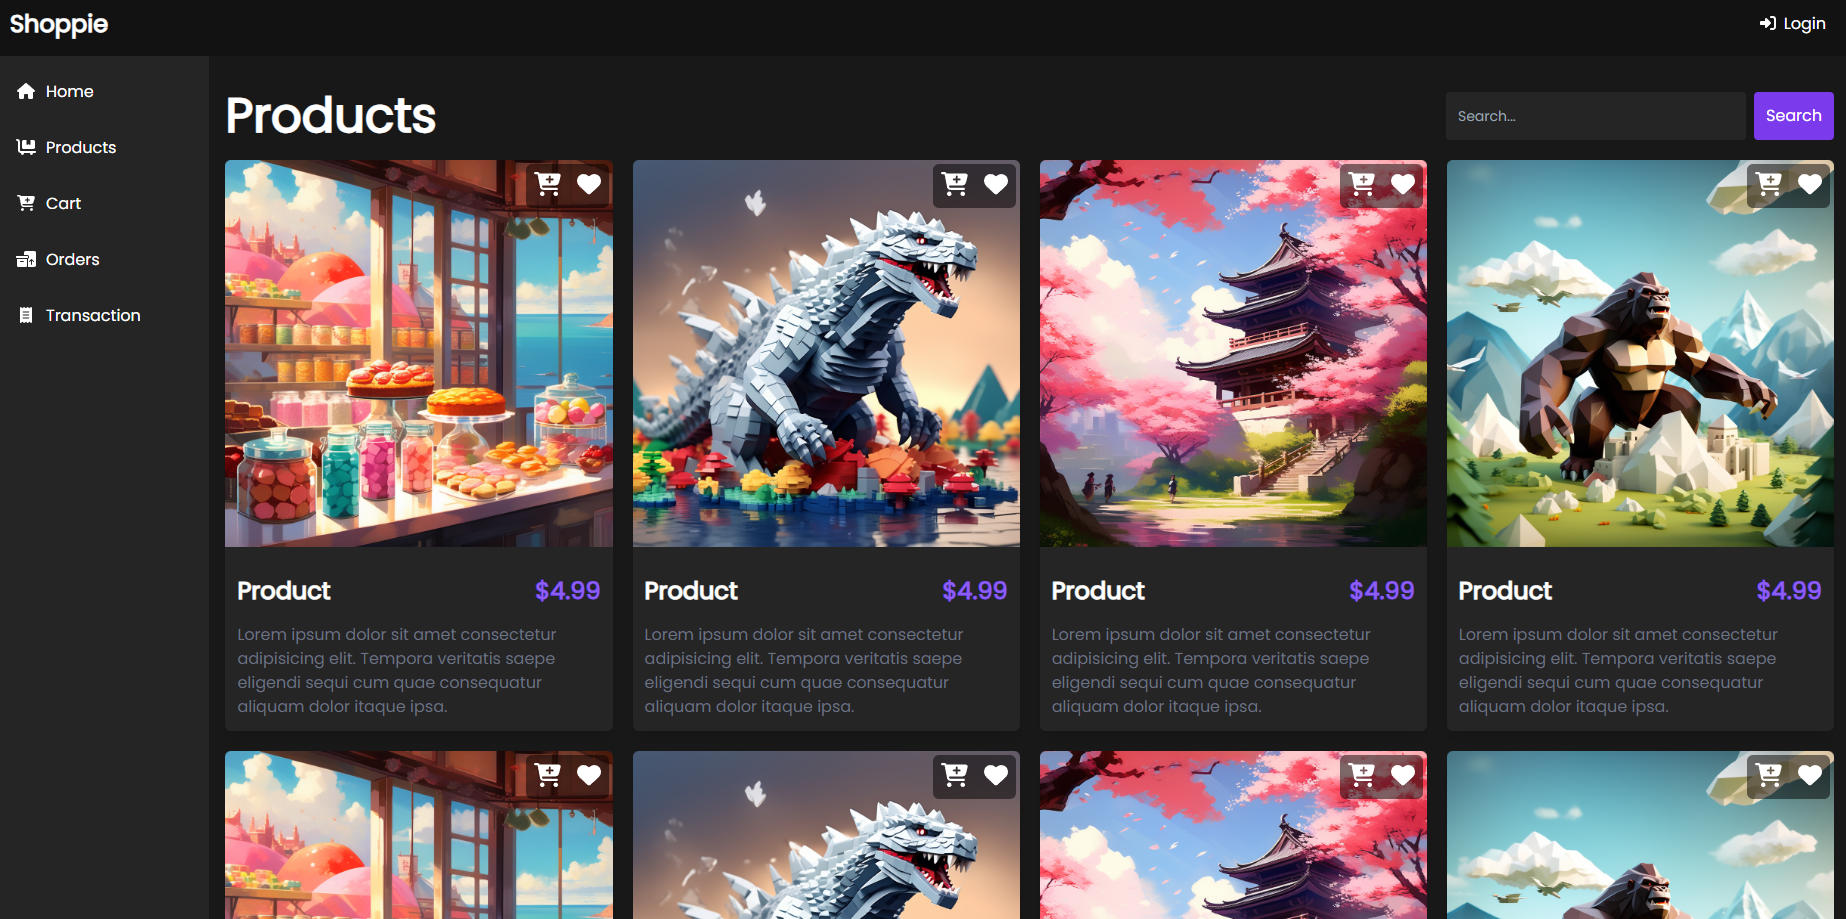 Shoppie
Login
Home
Products
Cart
Orders
Transaction
Products
Search...
Search
Product $4.99
Lorem ipsum dolor sit amet consectetur
adipisicing elit. Tempora veritatis saepe
eligendi sequi cum quae consequatur
aliquam dolor itaque ipsa.
Product $4.99
Lorem ipsum dolor sit amet consectetur
adipisicing elit. Tempora veritatis saepe
eligendi sequi cum quae consequatur
aliquam dolor itaque ipsa.
Product $4.99
Lorem ipsum dolor sit amet consectetur
adipisicing elit. Tempora veritatis saepe
eligendi sequi cum quae consequatur
aliquam dolor itaque ipsa.
Product $4.99
Lorem ipsum dolor sit amet consectetur
adipisicing elit. Tempora veritatis saepe
eligendi sequi cum quae consequatur
aliquam dolor itaque ipsa.